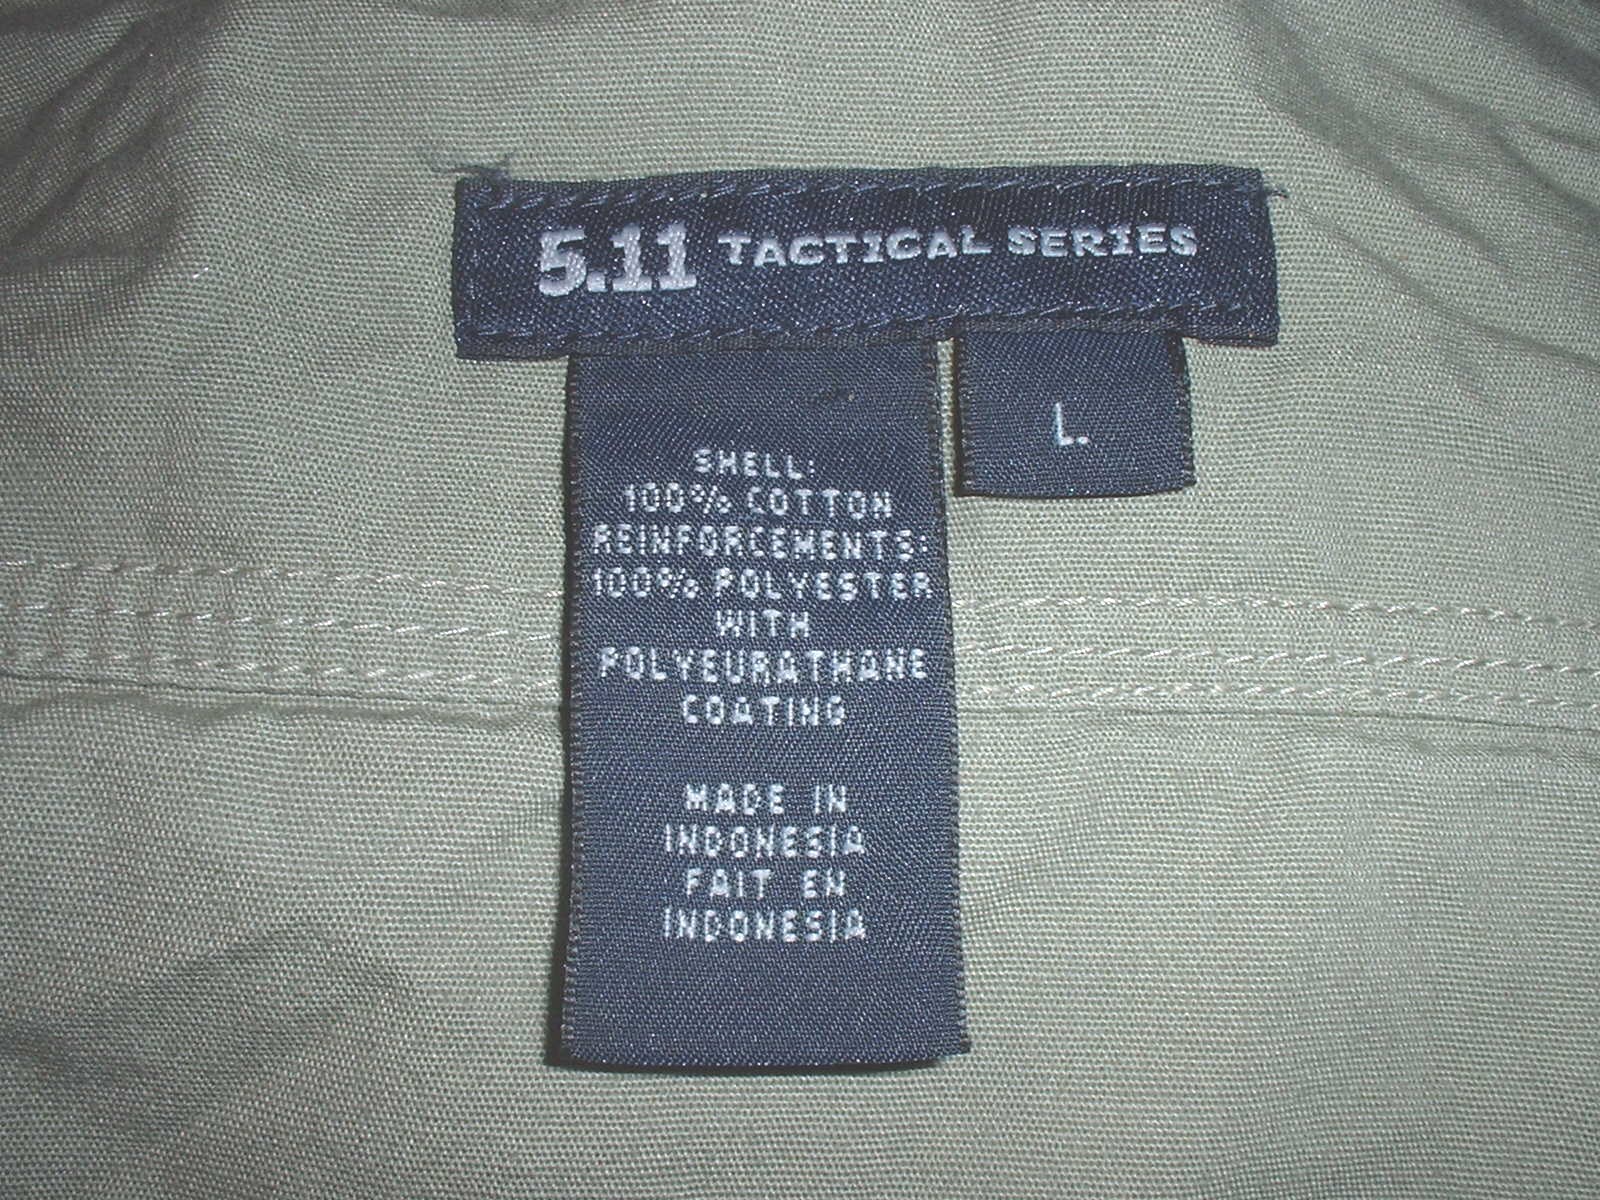 5.11 TACTICAL SERIES
L.
SHELL:
100% COTTON
REINFORCEMENTS:
100% POLYESTER
WITH
POLYEURATHANE
COATING
MADE IN
INDONESIA
FAIT EN
INDONESIA